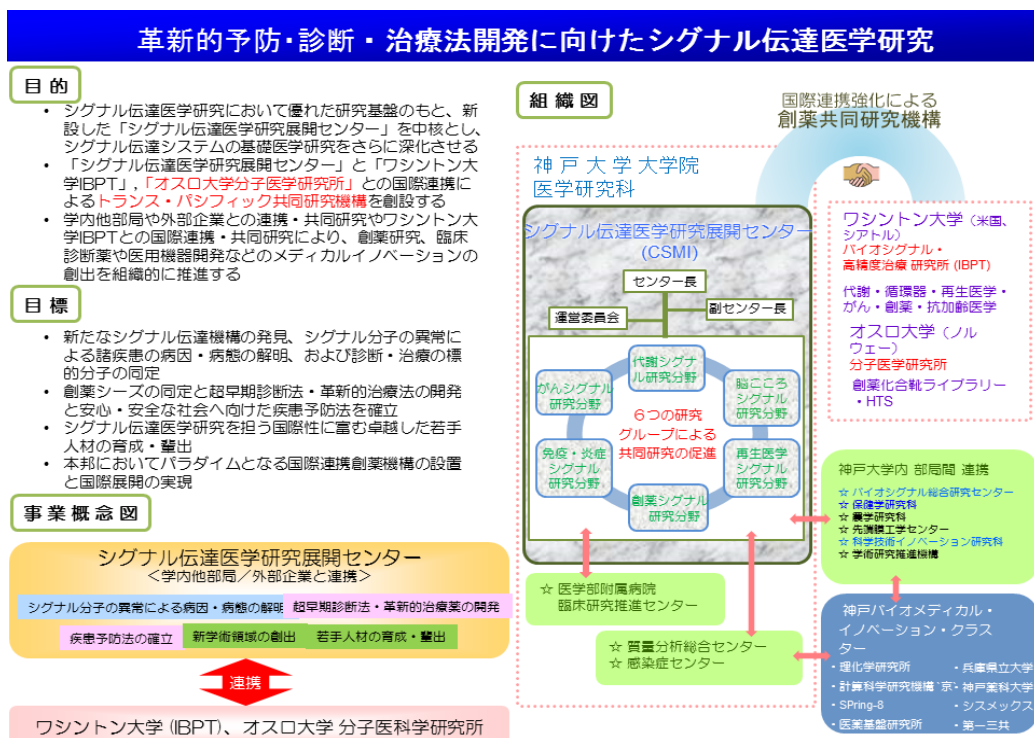 革新的予防・診断・治療法開発に向けたシグナル伝達医学研究
目 的
• シグナル伝達医学研究において優れた研究基盤のもと、新
設した「シグナル伝達医学研究展開センター」を中核とし、
シグナル伝達システムの基礎医学研究をさらに深化させる
• 「シグナル伝達医学研究展開センター」と「ワシントン大
学IBPT」,「オスロ大学分子医学研究所」との国際連携によ
るトランス・パシフィック共同研究機構を創設する
• 学内他部局や外部企業との連携・共同研究やワシントン大
学IBPTとの国際連携・共同研究により、創薬研究、臨床
診断薬や医用機器開発などのメディカルイノベーションの
創出を組織的に推進する
目 標
• 新たなシグナル伝達機構の発見、シグナル分子の異常に
よる諸疾患の病因・病態の解明、および診断・治療の標
的分子の同定
• 創薬シーズの同定と超早期診断法・革新的治療法の開発
と安心・安全な社会へ向けた疾患予防法を確立
• シグナル伝達医学研究を担う国際性に富む卓越した若手
人材の育成・輩出
• 本邦においてパラダイムとなる国際連携創薬機構の設置
と国際展開の実現
事 業 概 念 図
シグナル伝達医学研究展開センター
＜学内他部局／外部企業と連携＞
シグナル分子の異常による病因・病態の解明
超早期診断法・革新的治療薬の開発
疾患予防法の確立
新学術領域の創出
若手人材の育成・輩出
連携
ワシントン大学 (IBPT)、オスロ大学 分子医科学研究所
組 織 図
国際連携強化による
創薬共同研究機構
神 戸 大 学 大学院
医学研究科
シグナル伝達医学研究展開センター
(CSMI)
センター長
運営委員会
副センター長
代謝シグナ
ル研究分野
がんシグナル
研究分野
脳こころ
シグナル
研究分野
６つの研究
グループによる
共同研究の促進
免疫・炎症
シグナル
研究分野
再生医学
シグナル
研究分野
創薬シグナル
研究分野
☆ 医学部附属病院
臨床研究推進センター
☆ 質量分析総合センター
☆ 感染症センター
ワシントン大学（米国、
シアトル）
バイオシグナル・
高精度治療 研究所 (IBPT)
代謝・循環器・再生医学・
がん・創薬・抗加齢医学
オスロ大学（ノル
ウェー）
分子医学研究所
創薬化合靴ライブラリー
・HTS
神戸大学内 部局間 連携
☆ バイオシグナル総合研究センター
☆ 保健学研究科
☆ 農学研究科
☆ 先端膜工学センター
☆ 科学技術イノベーション研究科
☆ 学術研究推進機構
神戸バイオメディカル・
イノベーション・クラス
ター
・理化学研究所
・兵庫県立大学
・計算科学研究機構`京'
・神戸薬科大学
・SPring-8
・シスメックス
・医薬基盤研究所
・第一三共